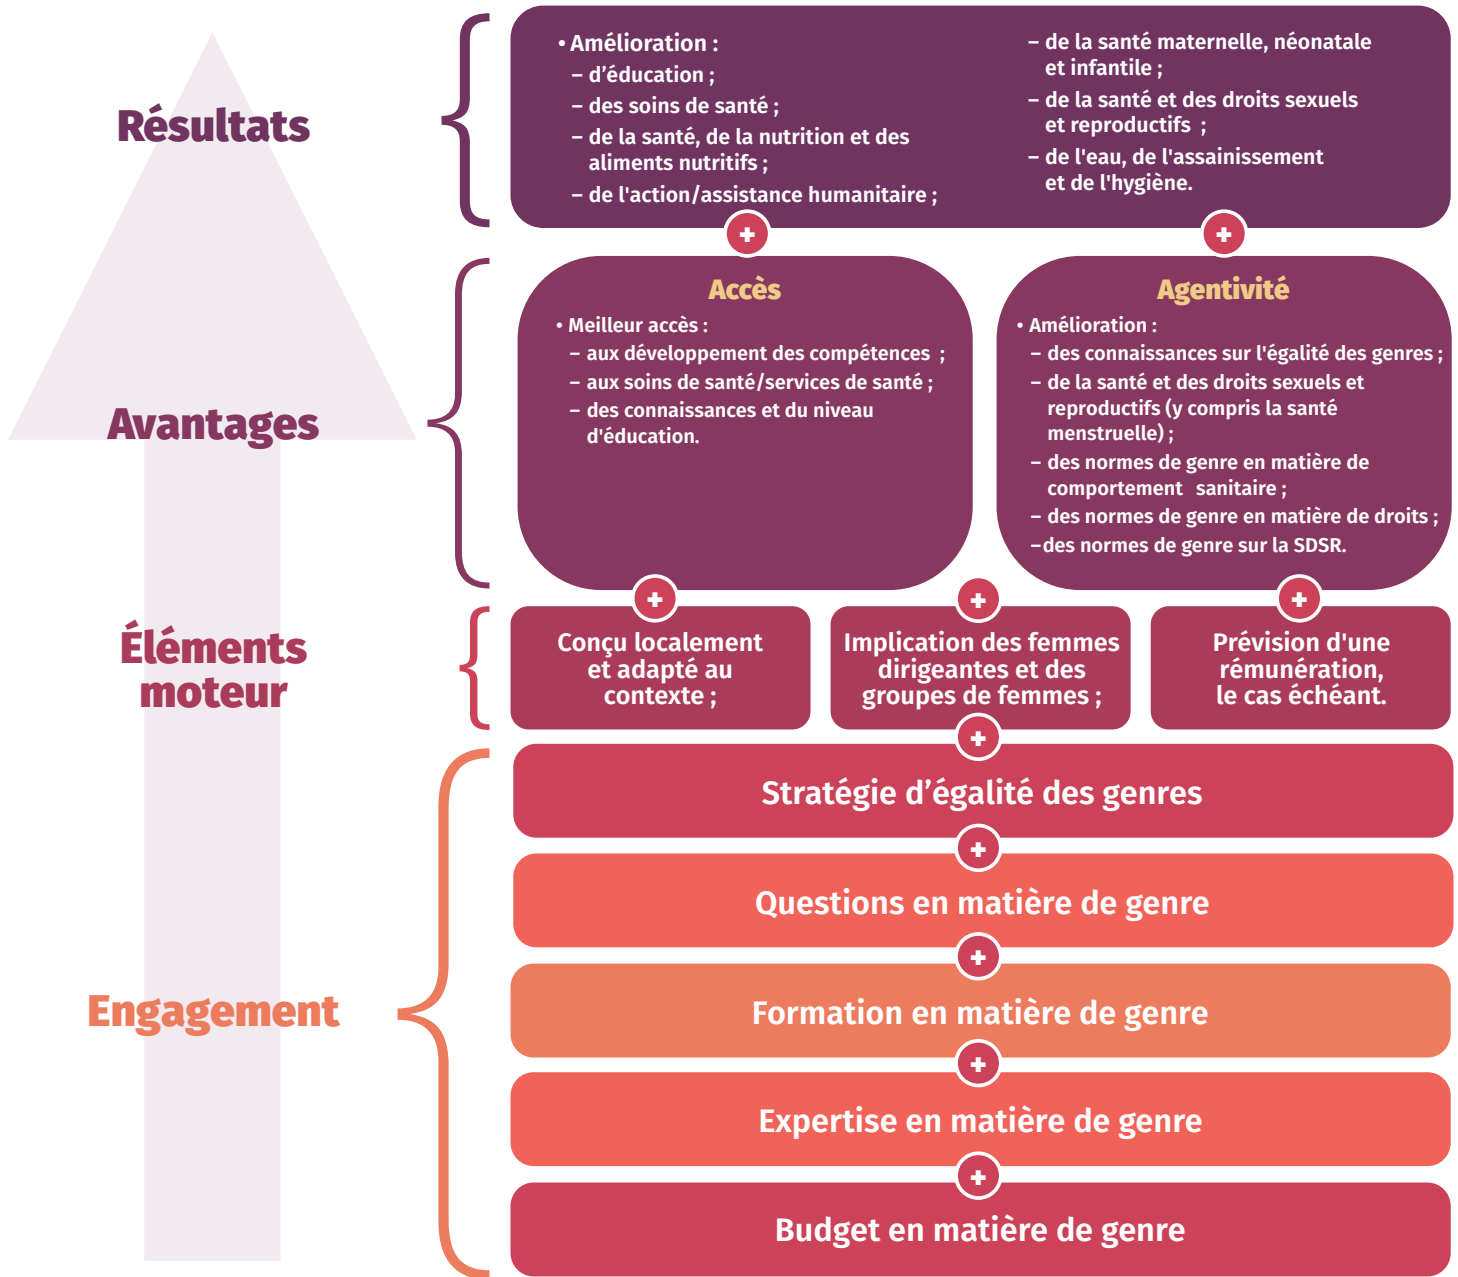 Résultats
• Amélioration :
– d’éducation ;
– des soins de santé ;
– de la santé, de la nutrition et des
aliments nutritifs ;
– de l'action/assistance humanitaire ;
– de la santé maternelle, néonatale
et infantile ;
– de la santé et des droits sexuels
et reproductifs ;
– de l'eau, de l'assainissement
et de l'hygiène.
+
+
Avantages
Accès
• Meilleur accès :
– aux développement des compétences ;
– aux soins de santé/services de santé ;
– des connaissances et du niveau
d'éducation.
Agentivité
• Amélioration :
– des connaissances sur l'égalité des genres ;
– de la santé et des droits sexuels et
reproductifs (y compris la santé
menstruelle) ;
– des normes de genre en matière de
comportement sanitaire ;
– des normes de genre en matière de droits ;
–des normes de genre sur la SDSR.
+
+
+
Éléments
moteur
Conçu localement
et adapté au
contexte ;
Implication des femmes
dirigeantes et des
groupes de femmes ;
Prévision d'une
rémunération,
le cas échéant.
+
Engagement
Stratégie d’égalité des genres
+
Questions en matière de genre
+
Formation en matière de genre
+
Expertise en matière de genre
+
Budget en matière de genre